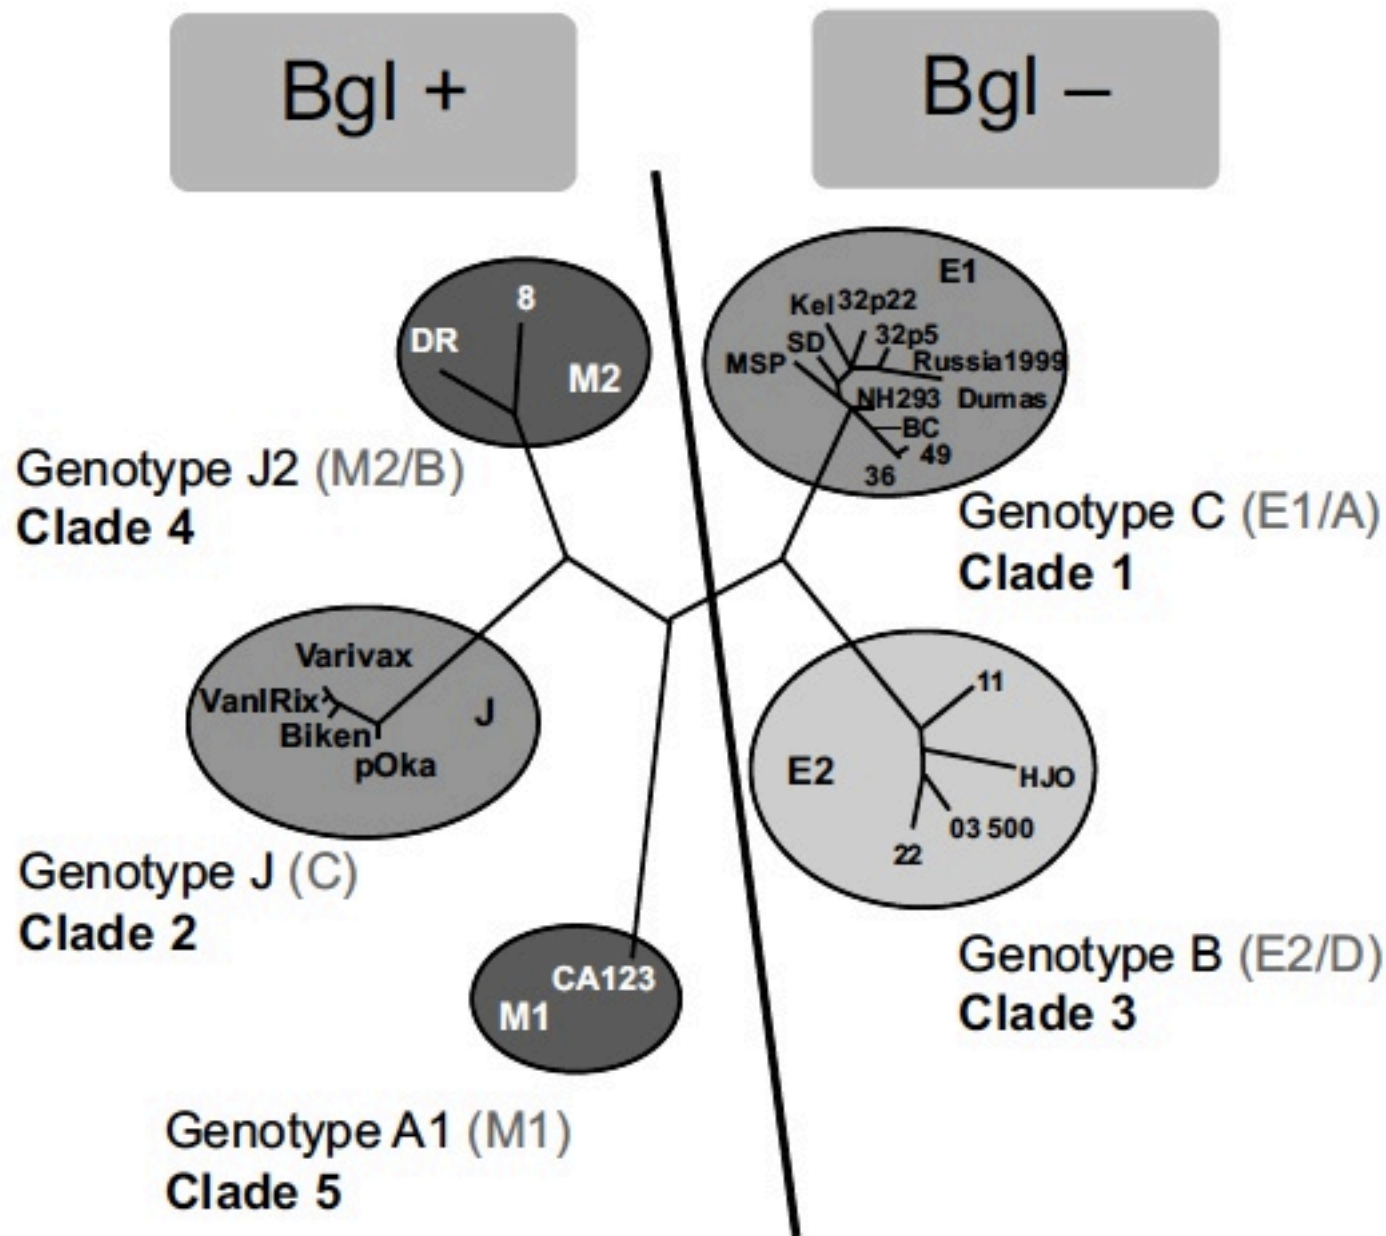 Bgl +
Bgl –
8
DR
M2
Genotype J2 (M2/B)
Clade 4
E1
Kel 32p22
SD
32p5
MSP
Russia1999
NH293 Dumas
BC
49
36
Genotype C (E1/A)
Clade 1
Varivax
VanIRix
J
Biken
pOka
Genotype J (C)
Clade 2
11
E2
HJO
03 500
22
Genotype B (E2/D)
Clade 3
CA123
M1
Genotype A1 (M1)
Clade 5